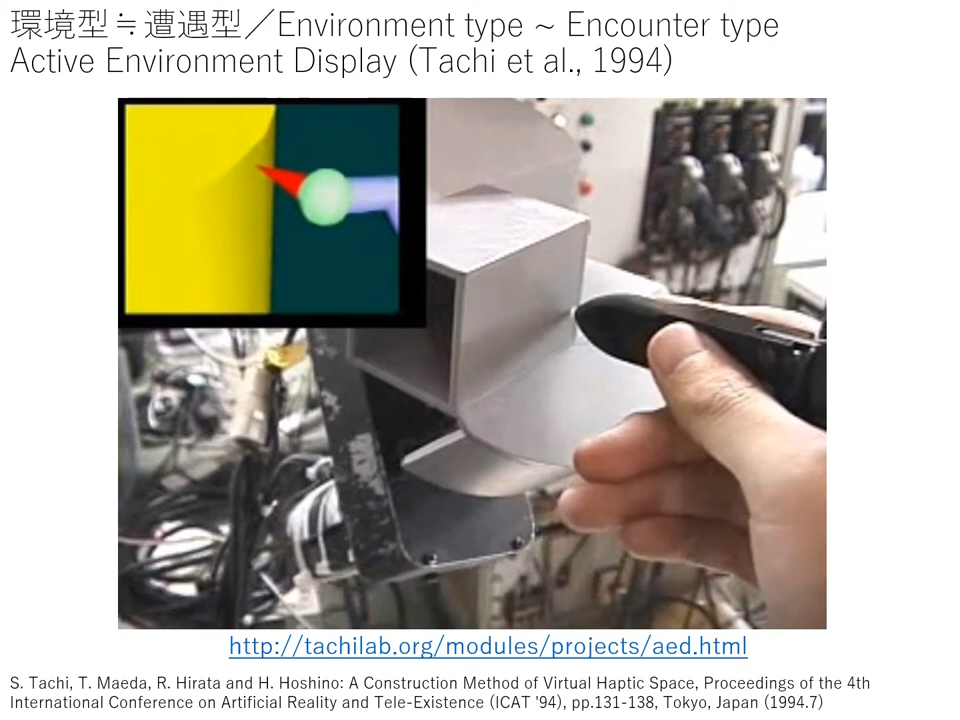 環境型≒遭遇型／Environment type ~ Encounter type
Active Environment Display (Tachi et al., 1994)
http://tachilab.org/modules/projects/aed.html
S. Tachi, T. Maeda, R. Hirata and H. Hoshino: A Construction Method of Virtual Haptic Space, Proceedings of the 4th
International Conference on Artificial Reality and Tele-Existence (ICAT '94), pp.131-138, Tokyo, Japan (1994.7)